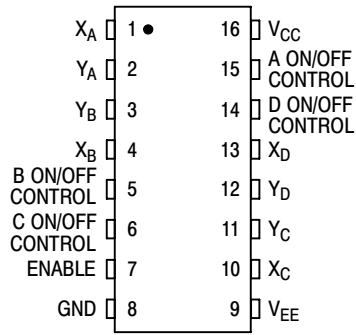 X_A 1 16 V_CC
Y_A 2 15 A ON/OFF CONTROL
Y_B 3 14 D ON/OFF CONTROL
X_B 4 13 X_D
B ON/OFF CONTROL 5 12 Y_D
C ON/OFF CONTROL 6 11 Y_C
ENABLE 7 10 X_C
GND 8 9 V_EE